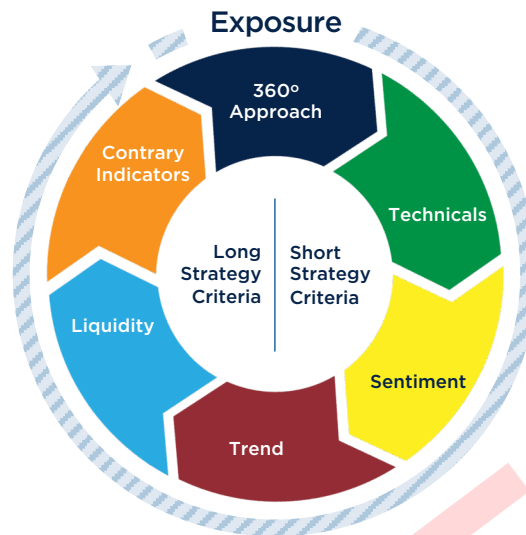 Exposure
360º
Approach
Technicals
Sentiment
Trend
Liquidity
Contrary
Indicators
Long
Strategy
Criteria
Short
Strategy
Criteria